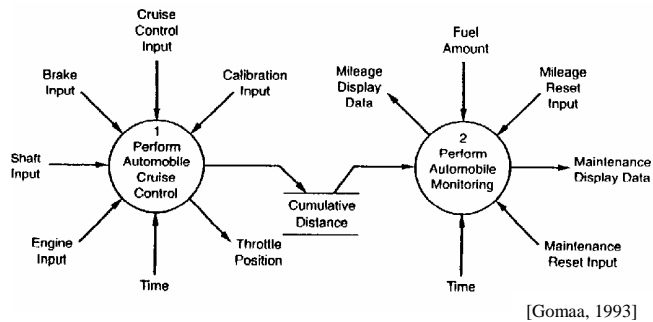 Cruise
Control
Input
Brake
Input
Calibration
Input
Shaft
Input
1
Perform
Automobile
Cruise
Control
Engine
Input
Time
Throttle
Position
Cumulative
Distance
Mileage
Display
Data
Fuel
Amount
Mileage
Reset
Input
2
Perform
Automobile
Monitoring
Maintenance
Display Data
Time
Maintenance
Reset Input
[Gomaa, 1993]